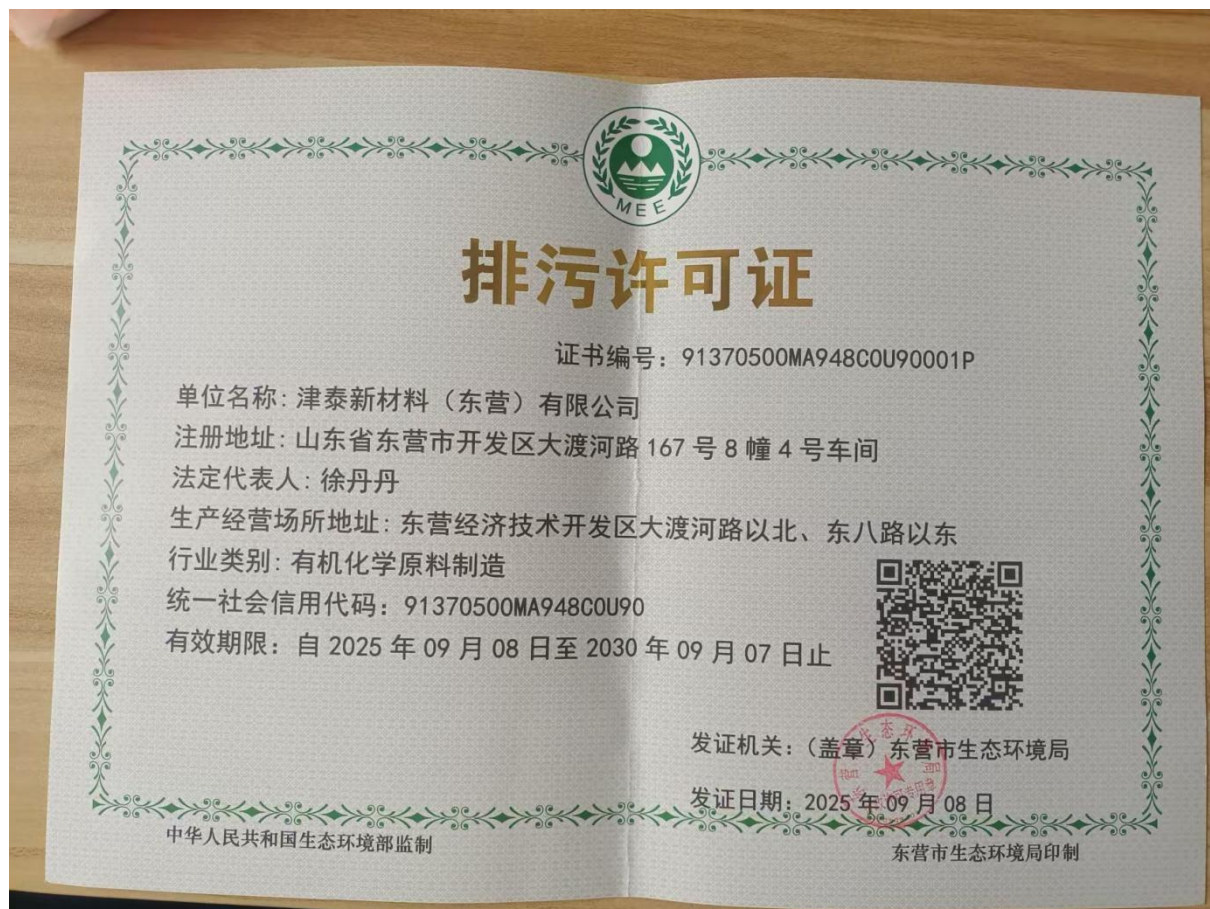 MEE
排污许可证
证书编号：91370500MA948C0U90001P
单位名称：津泰新材料（东营）有限公司
注册地址：山东省东营市开发区大渡河路167号8幢4号车间
法定代表人：徐丹丹
生产经营场所地址：东营经济技术开发区大渡河路以北、东八路以东
行业类别：有机化学原料制造
统一社会信用代码：91370500MA948C0U90
有效期限：自2025年09月08日至2030年09月07日止
发证机关：（盖章）东营市生态环境局
发证日期：2025年09月08日
中华人民共和国生态环境部监制
东营市生态环境局印制